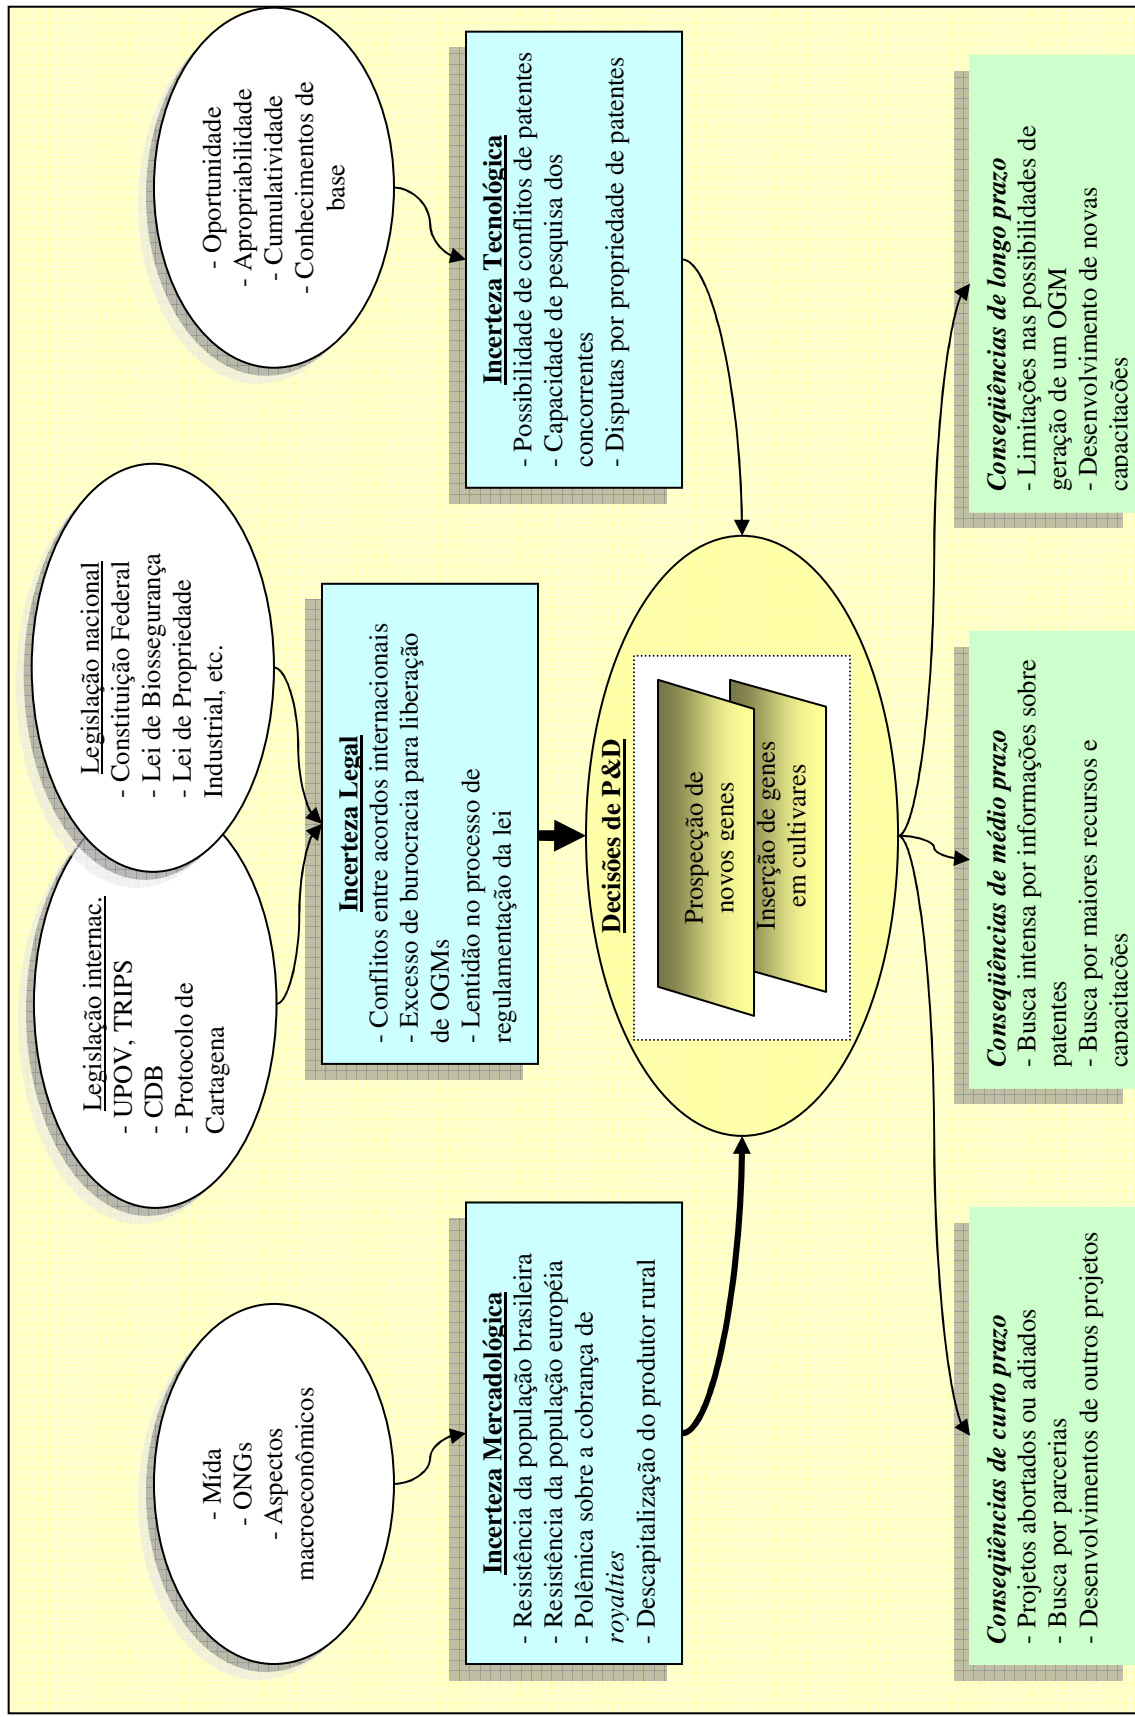 - Mída
- ONGs
- Aspectos
macroeconômicos
Legislação internac.
- UPOV, TRIPS
- CDB
- Protocolo de
Cartagena
Legislação nacional
- Constituição Federal
- Lei de Biossegurança
- Lei de Propriedade
Industrial, etc.
- Oportunidade
- Apropriabilidade
- Cumulatividade
- Conhecimentos de
base
Incerteza Mercadológica
- Resistência da população brasileira
- Resistência da população européia
- Polêmica sobre a cobrança de
royalties
- Descapitalização do produtor rural
Incerteza Legal
- Conflitos entre acordos internacionais
- Excesso de burocracia para liberação
de OGMs
- Lentidão no processo de
regulamentação da lei
Incerteza Tecnológica
- Possibilidade de conflitos de patentes
- Capacidade de pesquisa dos
concorrentes
- Disputas por propriedade de patentes
Decisões de P&D
Prospecção de
novos genes
Inserção de genes
em cultivares
Conseqüências de curto prazo
- Projetos abortados ou adiados
- Busca por parcerias
- Desenvolvimentos de outros projetos
Conseqüências de médio prazo
- Busca intensa por informações sobre
patentes
- Busca por maiores recursos e
capacitações
Conseqüências de longo prazo
- Limitações nas possibilidades de
geração de um OGM
- Desenvolvimento de novas
capacitações